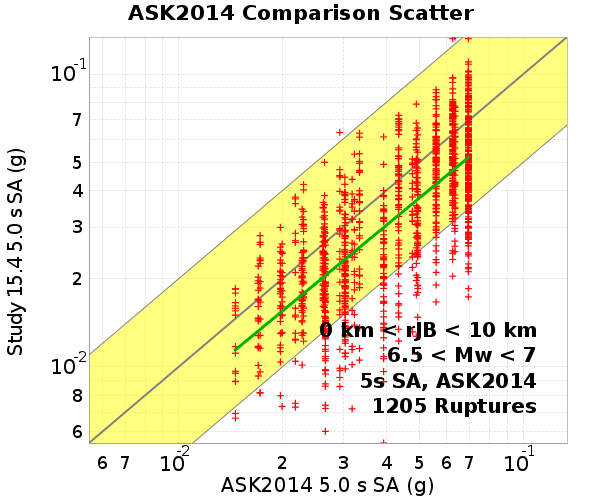 ASK2014 Comparison Scatter
Study 15.4 5.0 s SA (g)
10-1
7
5
4
3
2
10-2
8
6
0 km < rJB < 10 km
6.5 < Mw < 7
5s SA, ASK2014
1205 Ruptures
6 7 10-2 2 3 4 5 6 7 10-1
ASK2014 5.0 s SA (g)